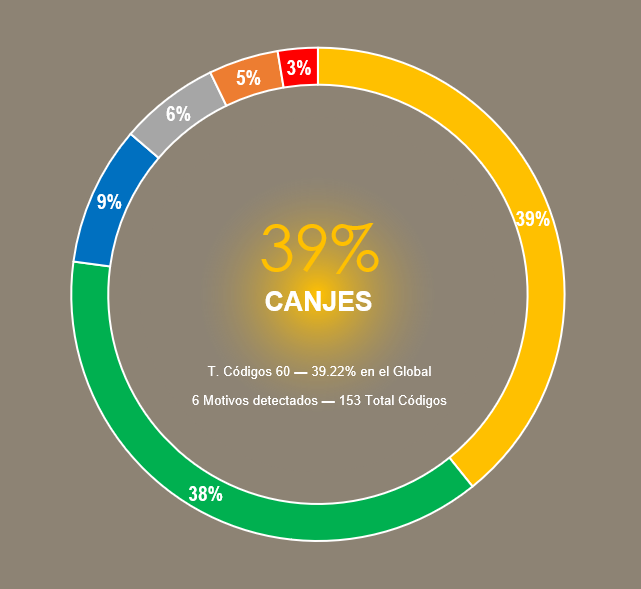 3%
5%
6%
9%
39%
39%
CANJES
T. Códigos 60 — 39.22% en el Global
6 Motivos detectados — 153 Total Códigos
38%